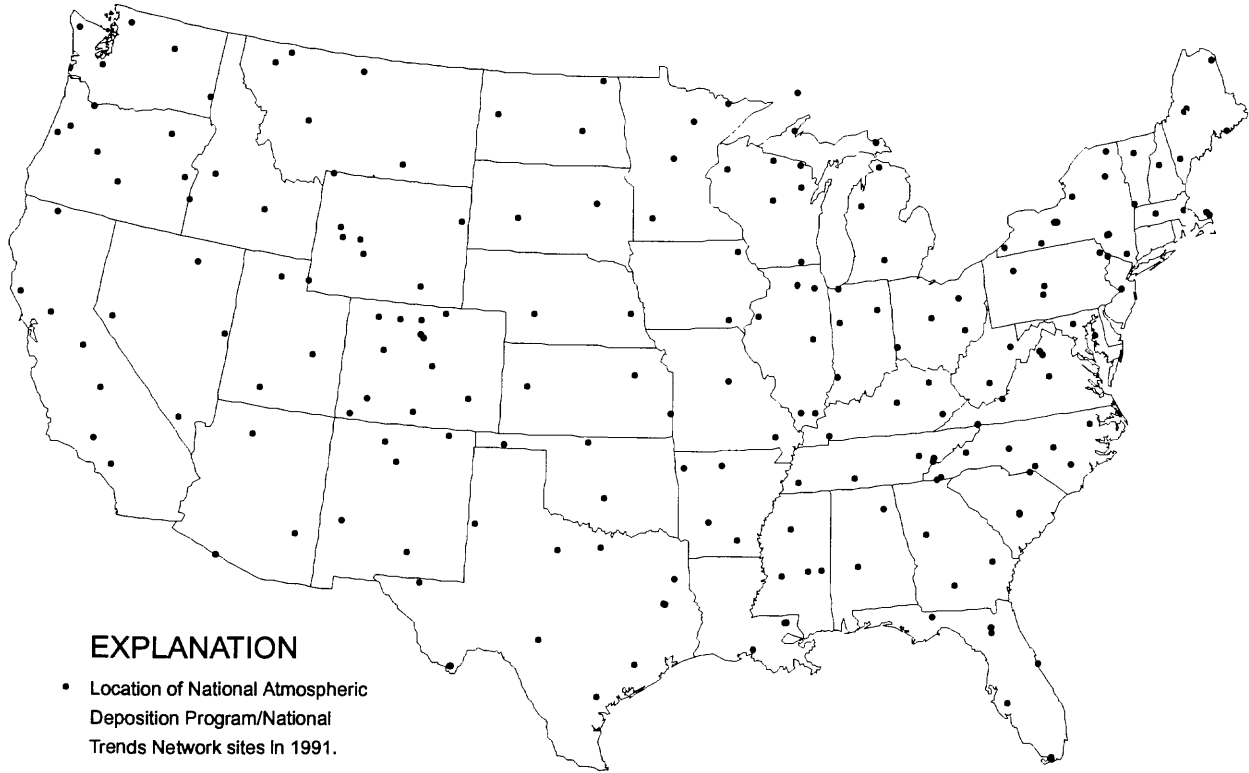 EXPLANATION
Location of National Atmospheric
Deposition Program/National
Trends Network sites in 1991.